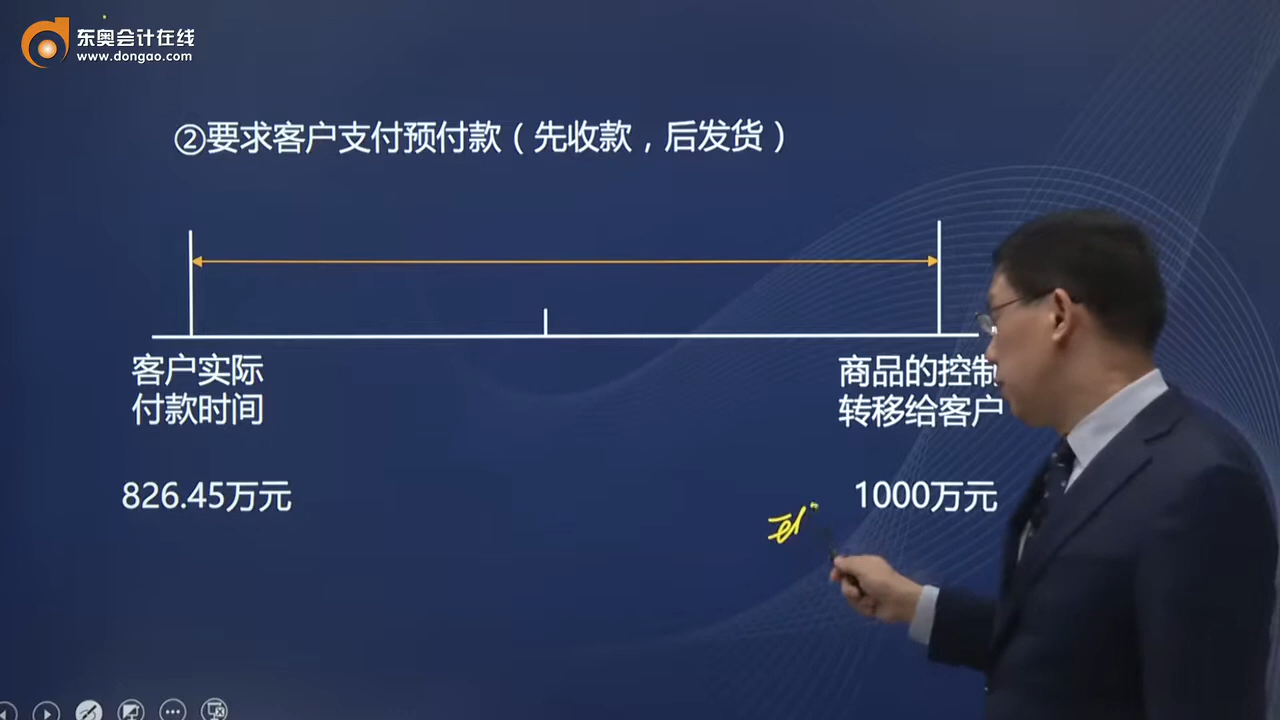 东奥会计在线
www.dongao.com
②要求客户支付预付款（先收款，后发货）
客户实际
付款时间
商品的控制
转移给客户
826.45万元
1000万元